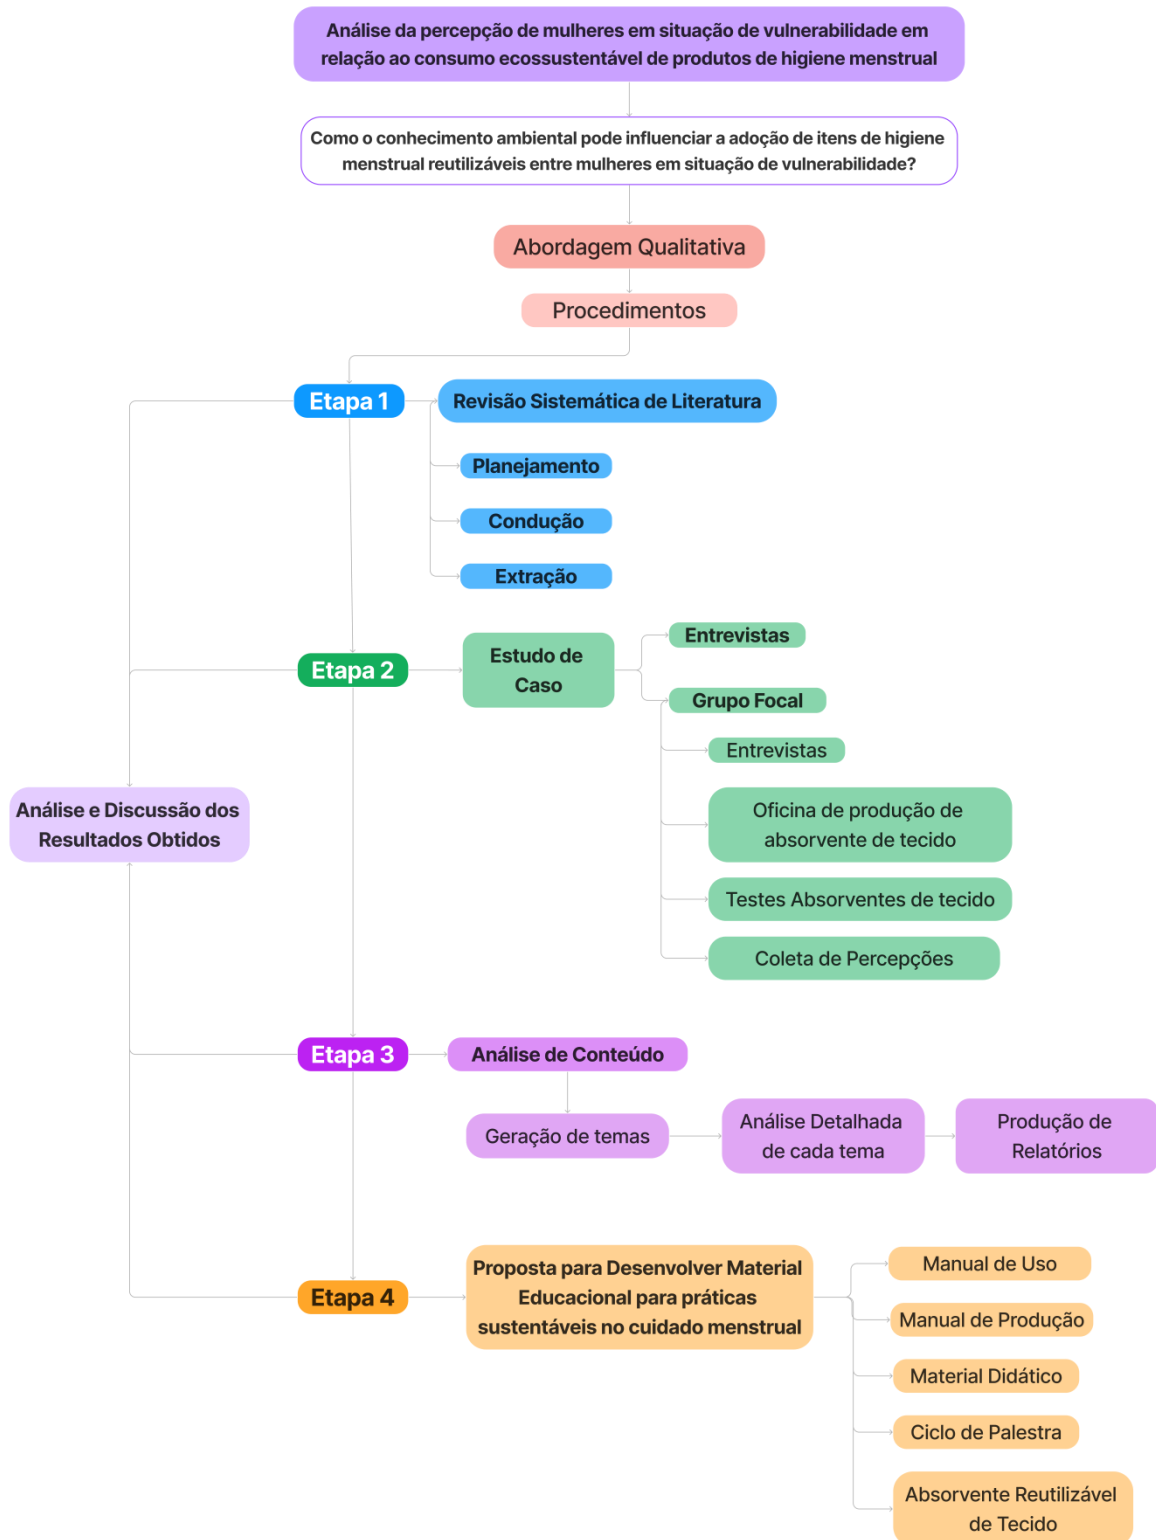 Análise da percepção de mulheres em situação de vulnerabilidade em
relação ao consumo ecossustentável de produtos de higiene menstrual
Como o conhecimento ambiental pode influenciar a adoção de itens de higiene
menstrual reutilizáveis entre mulheres em situação de vulnerabilidade?
Abordagem Qualitativa
Procedimentos
Etapa 1
Revisão Sistemática de Literatura
Planejamento
Condução
Extração
Etapa 2
Estudo de
Caso
Entrevistas
Grupo Focal
Entrevistas
Oficina de produção de
absorvente de tecido
Testes Absorventes de tecido
Coleta de Percepções
Análise e Discussão dos
Resultados Obtidos
Etapa 3
Análise de Conteúdo
Geração de temas
Análise Detalhada
de cada tema
Produção de
Relatórios
Etapa 4
Proposta para Desenvolver Material
Educacional para práticas
sustentáveis no cuidado menstrual
Manual de Uso
Manual de Produção
Material Didático
Ciclo de Palestra
Absorvente Reutilizável
de Tecido